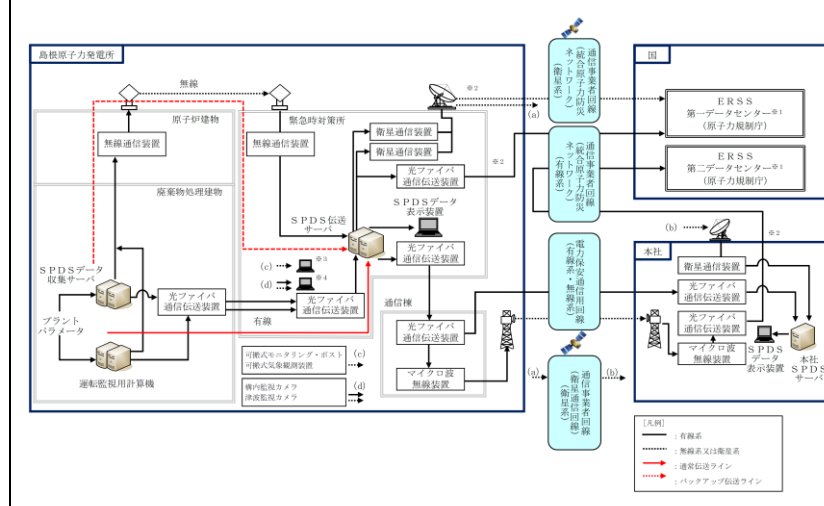 島根原子力発電所
無線
原子炉建物
無線通信装置
廃棄物処理建物
SPDSデータ
収集サーバ
プラント
パラメータ
運転監視用計算機
光ファイバ
通信伝送装置
緊急時対策所
無線通信装置
衛星通信装置
衛星通信装置
光ファイバ
通信伝送装置
※2
(a)
※2
SPDS伝送
サーバ
SPDSデータ
表示装置
光ファイバ
通信伝送装置
(c)
※3
(d)
※4
光ファイバ
通信伝送装置
有線
通信棟
光ファイバ
通信伝送装置
マイクロ波
無線装置
可搬式モニタリング・ポスト
可搬式気象観測装置
(c)
構内監視カメラ
津波監視カメラ
(d)
通信事業者回線
(統合原子力防災
ネットワーク)
(衛星系)
通信事業者回線
(統合原子力防災
ネットワーク)
(有線系)
電力保安通信用回線
(有線系・無線系)
通信事業者回線
(衛星通信回線)
(衛星系)
(a)
(b)
国
ERSS
第一データセンター※1
(原子力規制庁)
ERSS
第二データセンター※1
(原子力規制庁)
(b)
※2
本社
衛星通信装置
光ファイバ
通信伝送装置
光ファイバ
通信伝送装置
マイクロ波
無線装置
SPDS
データ
表示装置
本社
SPDS
サーバ
[凡例]
:有線系
:無線系又は衛星系
:通常伝送ライン
:バックアップ伝送ライン